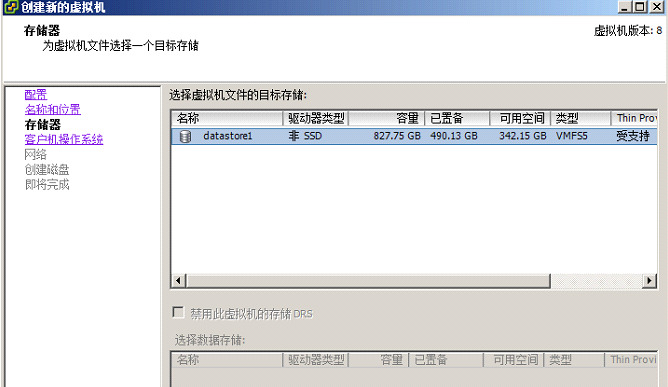 创建新的虚拟机
存储器
为虚拟机文件选择一个目标存储
虚拟机版本: 8
配置
名称和位置
存储器
客户机操作系统
网络
创建磁盘
即将完成
选择虚拟机文件的目标存储:
名称 驱动器类型 容量 已置备 可用空间 类型 Thin Provi
datastore1 非 SSD 827.75 GB 490.13 GB 342.15 GB VMFS5 受支持
禁用此虚拟机的存储 DRS
选择数据存储:
名称 驱动器类型 容量 已置备 可用空间 类型 Thin Provi